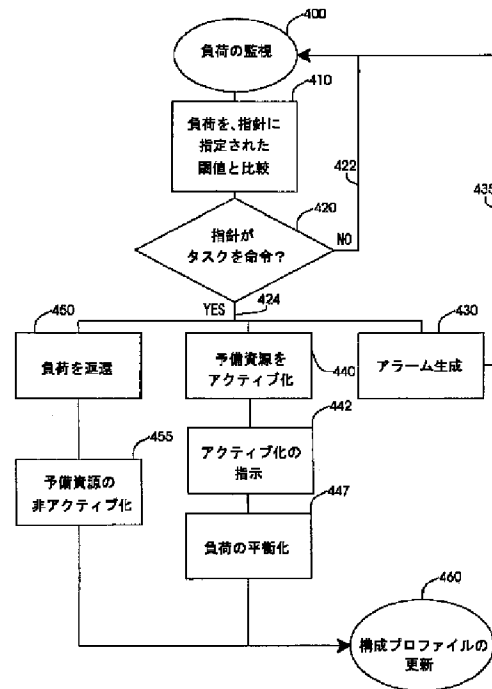 400
負荷の監視
410
負荷を、指針に
指定された
閾値と比較
422
435
420
指針が
タスクを命令？
NO
YES
424
450
負荷を返還
予備資源を
アクティブ化
440
430
アラーム生成
442
アクティブ化の
指示
455
予備資源の
非アクティブ化
447
負荷の平衡化
460
構成プロファイルの
更新